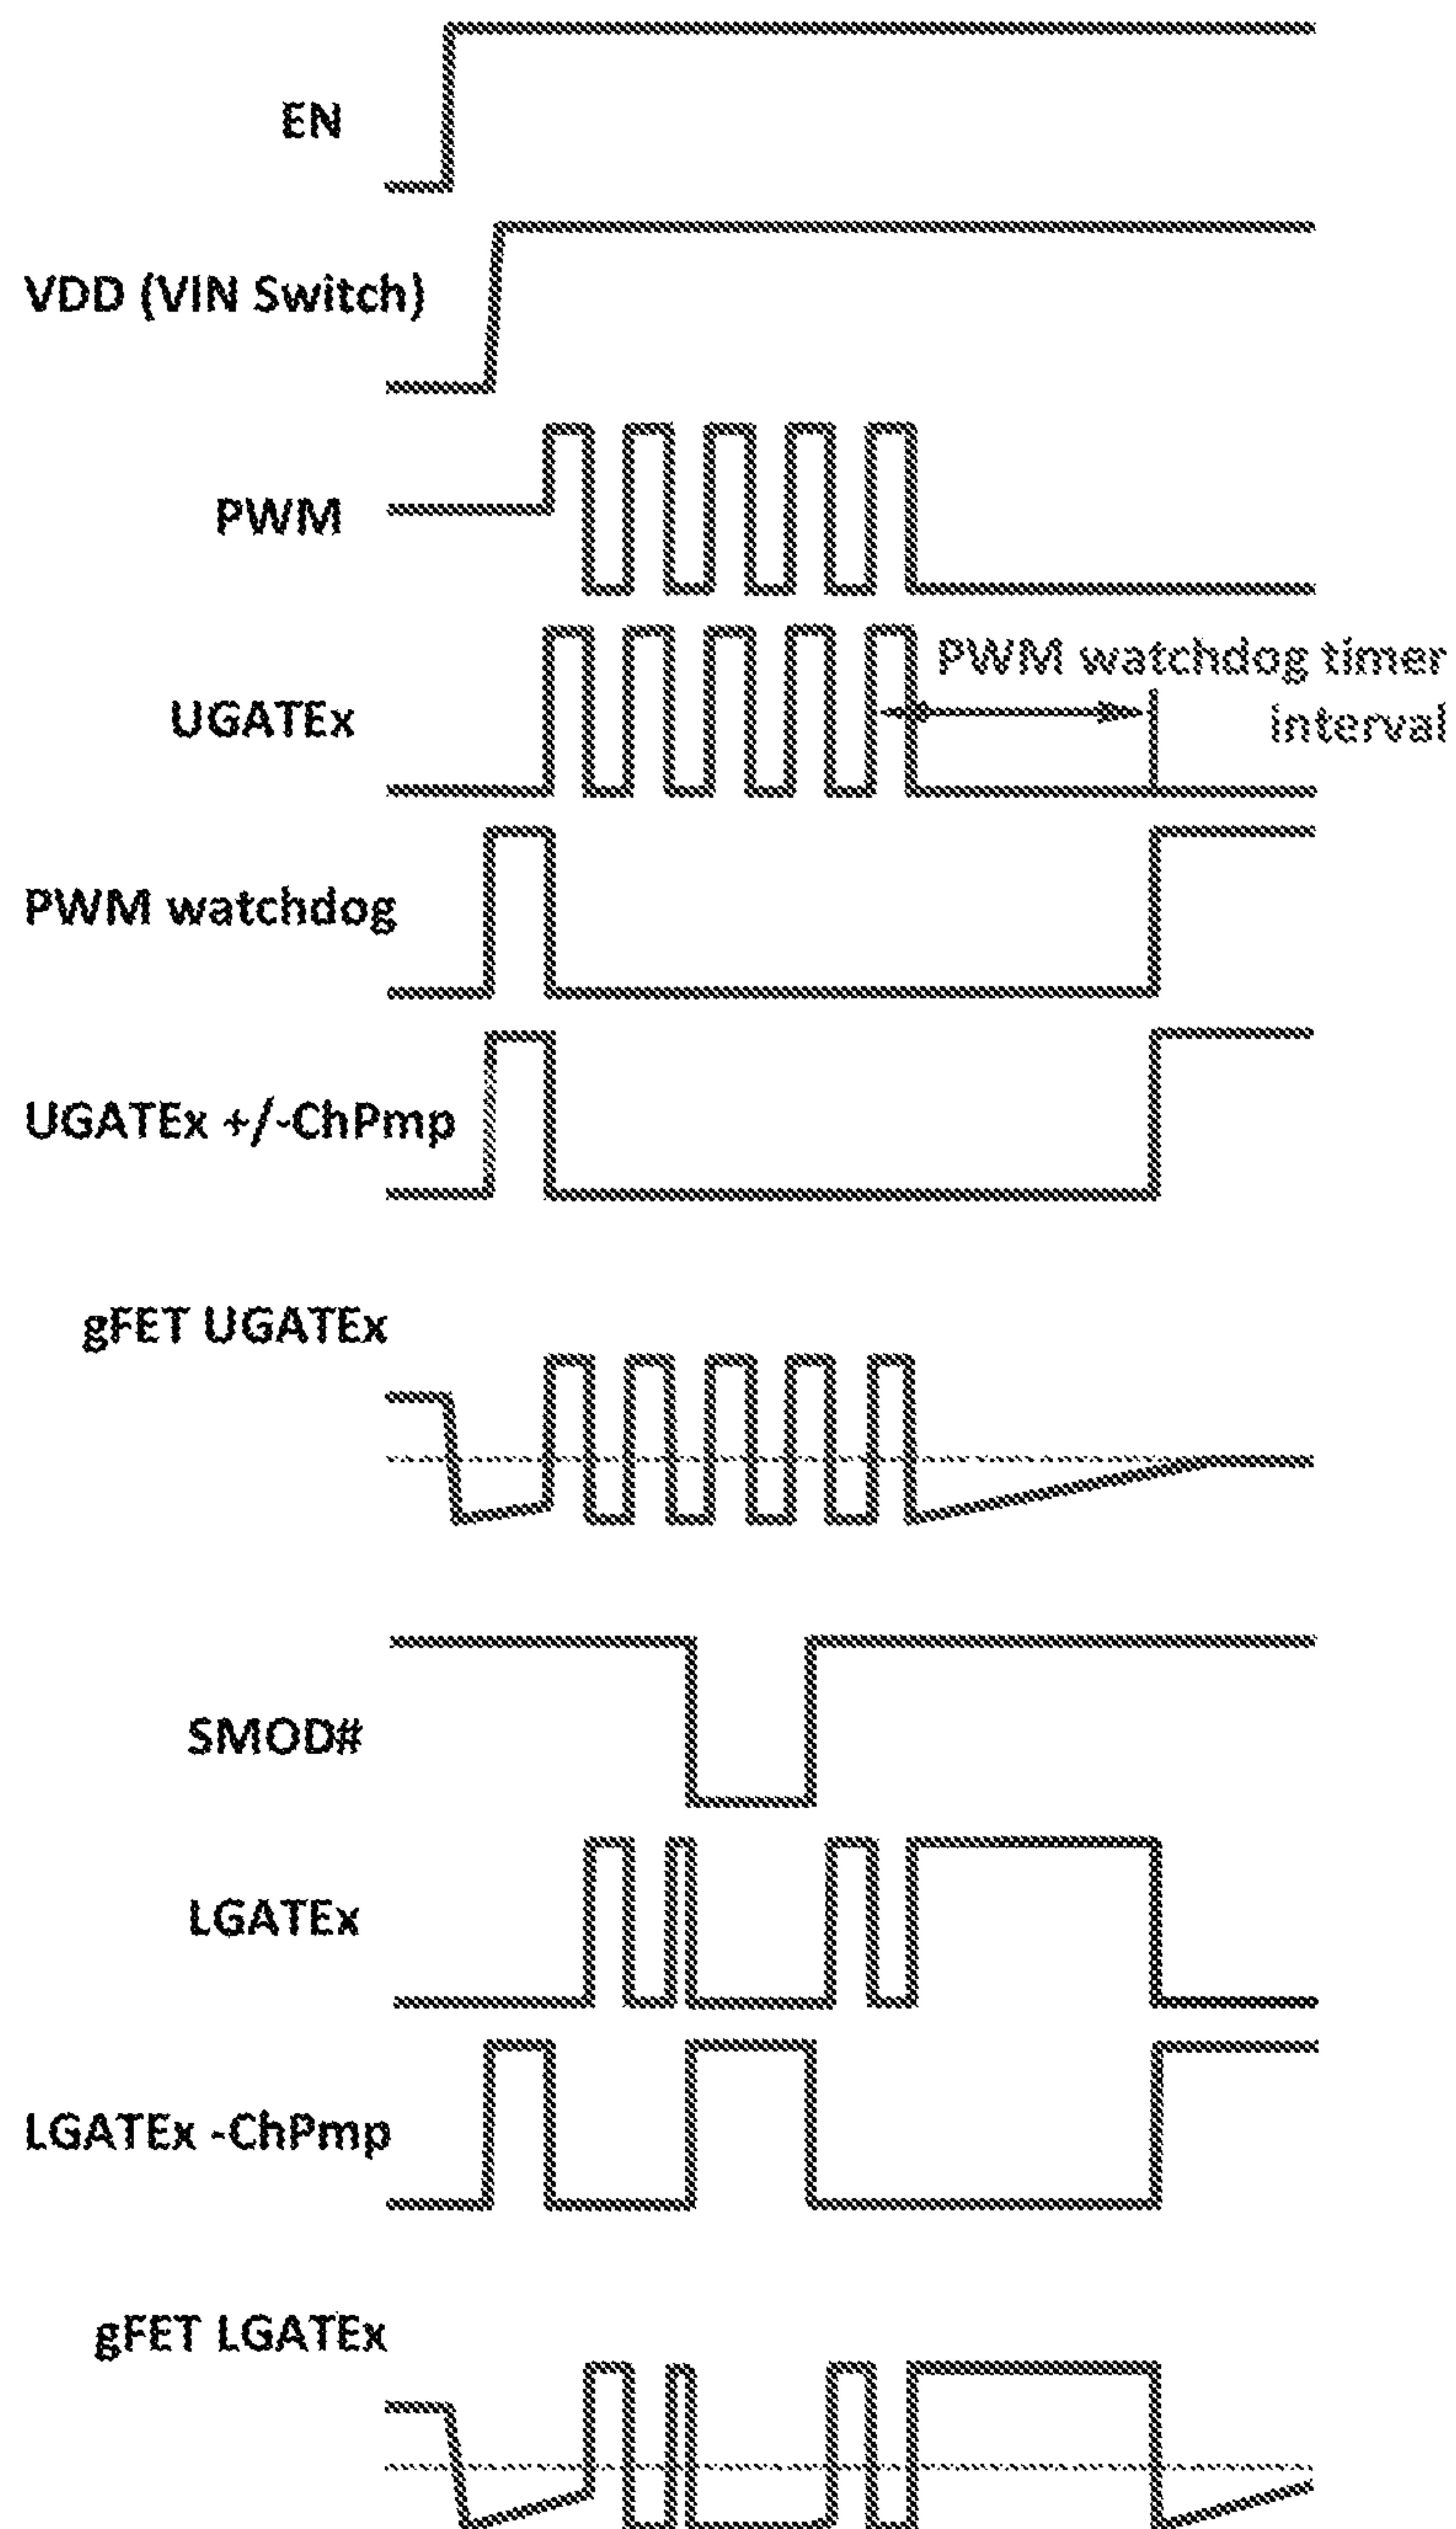 EN
VDD (VIN Switch)
PWM
UGATEx
PWM watchdog timer
interval
PWM watchdog
UGATEx +/-ChPmp
gFET UGATEx
SMOD#
LGATEx
LGATEx -ChPmp
gFET LGATEx